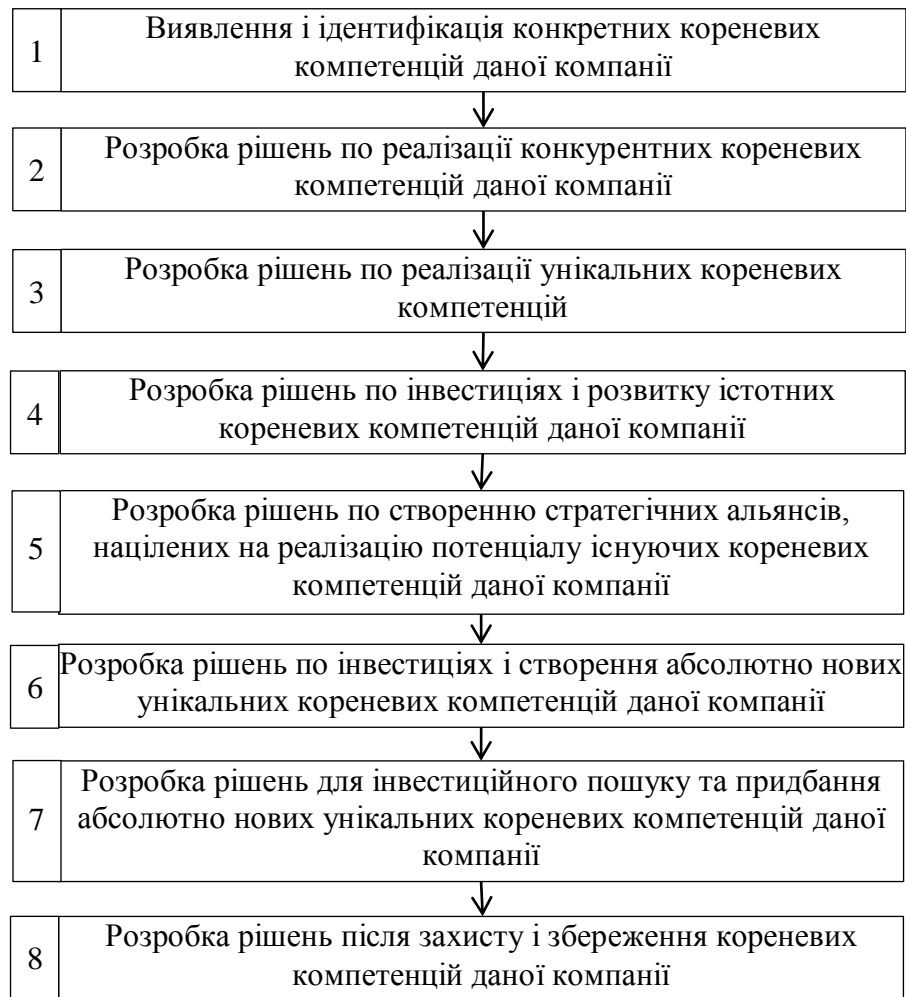 1
Виявлення і ідентифікація конкретних кореневих
компетенцій даної компанії
2
Розробка рішень по реалізації конкурентних кореневих
компетенцій даної компанії
3
Розробка рішень по реалізації унікальних кореневих
компетенцій
4
Розробка рішень по інвестиціях і розвитку істотних
кореневих компетенцій даної компанії
5
Розробка рішень по створенню стратегічних альянсів,
націлених на реалізацію потенціалу існуючих кореневих
компетенцій даної компанії
6
Розробка рішень по інвестиціях і створення абсолютно нових
унікальних кореневих компетенцій даної компанії
7
Розробка рішень для інвестиційного пошуку та придбання
абсолютно нових унікальних кореневих компетенцій даної
компанії
8
Розробка рішень після захисту і збереження кореневих
компетенцій даної компанії